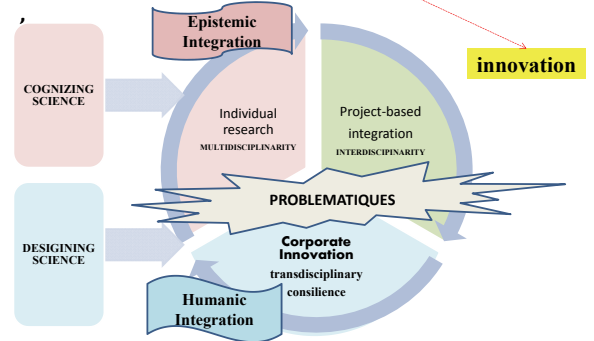 ,
Epistemic
Integration
innovation
COGNIZING
SCIENCE
Individual
research
MULTIDISCIPLINARITY
Project-based
integration
INTERDISCIPINARITY
PROBLEMATIQUES
DESIGINING
SCIENCE
Corporate
Innovation
transdisciplinary
consilience
Humanic
Integration